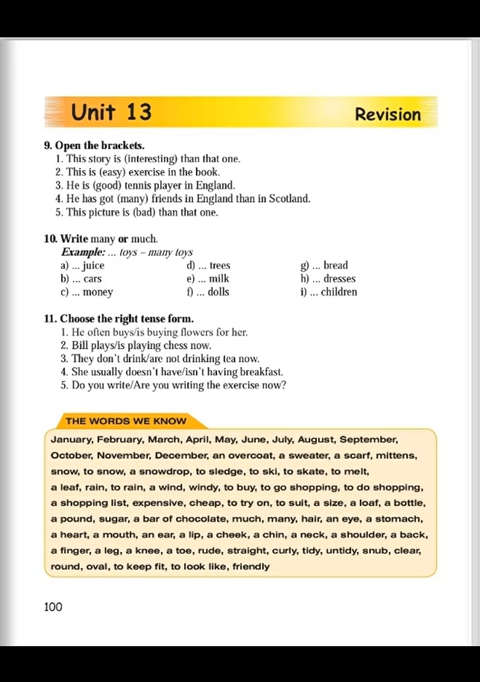 Unit 13
Revision
9. Open the brackets.
1. This story is (interesting) than that one.
2. This is (easy) exercise in the book.
3. He is (good) tennis player in England.
4. He has got (many) friends in England than in Scotland.
5. This picture is (bad) than that one.
10. Write many or much.
Example: ... toys – many toys
a) ... juice
b) ... cars
c) ... money
d) ... trees
e) ... milk
f) ... dolls
g) ... bread
h) ... dresses
i) ... children
11. Choose the right tense form.
1. He often buys/is buying flowers for her.
2. Bill plays/is playing chess now.
3. They don't drink/are not drinking tea now.
4. She usually doesn't have/isn't having breakfast.
5. Do you write/Are you writing the exercise now?
THE WORDS WE KNOW
January, February, March, April, May, June, July, August, September,
October, November, December, an overcoat, a sweater, a scarf, mittens,
snow, to snow, a snowdrop, to sledge, to ski, to skate, to melt,
a leaf, rain, to rain, a wind, windy, to buy, to go shopping, to do shopping,
a shopping list, expensive, cheap, to try on, to suit, a size, a loaf, a bottle,
a pound, sugar, a bar of chocolate, much, many, hair, an eye, a stomach,
a heart, a mouth, an ear, a lip, a cheek, a chin, a neck, a shoulder, a back,
a finger, a leg, a knee, a toe, rude, straight, curly, tidy, untidy, snub, clear,
round, oval, to keep fit, to look like, friendly
100